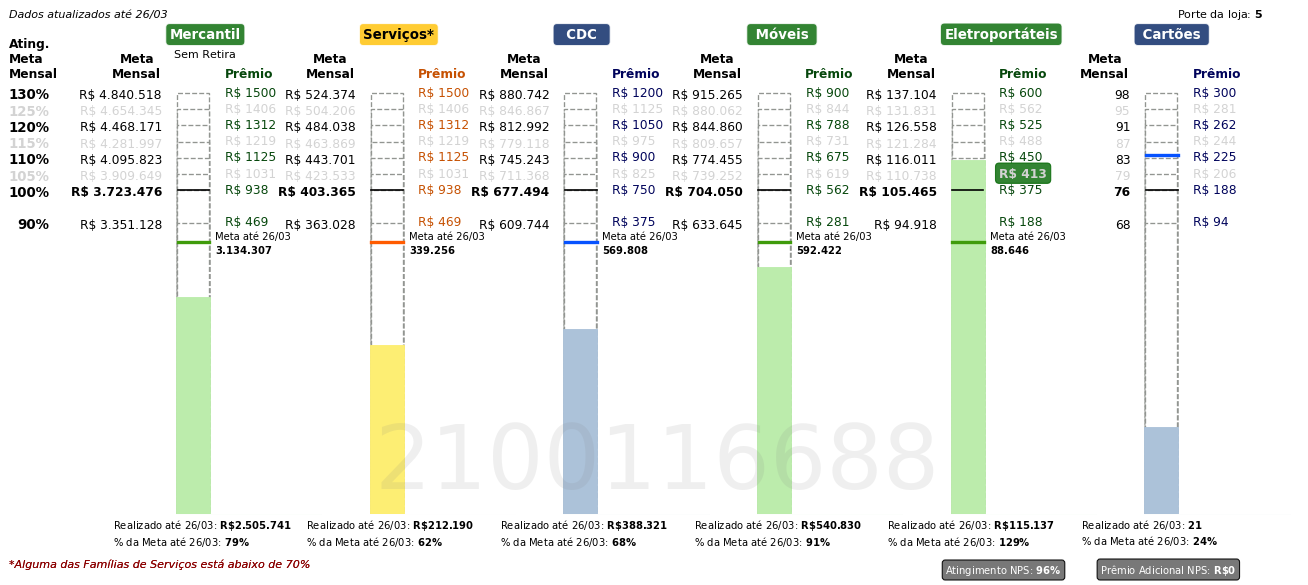 Dados atualizados até 26/03
Porte da loja: 5
Mercantil Serviços* CDC Móveis Eletroportáteis Cartões
Sem Retira
Ating. Meta Mensal
Meta Mensal Prêmio Meta Mensal Prêmio Meta Mensal Prêmio Meta Mensal Prêmio Meta Mensal Prêmio Meta Mensal Prêmio
130% R$ 4.840.518 R$ 1500 R$ 524.374 R$ 1500 R$ 880.742 R$ 1200 R$ 915.265 R$ 900 R$ 137.104 R$ 600 98 R$ 300
125% R$ 4.654.345 R$ 1406 R$ 504.206 R$ 1406 R$ 846.867 R$ 1125 R$ 880.062 R$ 844 R$ 131.831 R$ 562 95 R$ 281
120% R$ 4.468.171 R$ 1312 R$ 484.038 R$ 1312 R$ 812.992 R$ 1050 R$ 844.860 R$ 788 R$ 126.558 R$ 525 91 R$ 262
115% R$ 4.281.997 R$ 1219 R$ 463.869 R$ 1219 R$ 779.118 R$ 975 R$ 809.657 R$ 731 R$ 121.284 R$ 488 87 R$ 244
110% R$ 4.095.823 R$ 1125 R$ 443.701 R$ 1125 R$ 745.243 R$ 900 R$ 774.455 R$ 675 R$ 116.011 R$ 450 83 R$ 225
105% R$ 3.909.649 R$ 1031 R$ 423.533 R$ 1031 R$ 711.368 R$ 825 R$ 739.252 R$ 619 R$ 110.738 R$ 413 79 R$ 206
100% R$ 3.723.476 R$ 938 R$ 403.365 R$ 938 R$ 677.494 R$ 750 R$ 704.050 R$ 562 R$ 105.465 R$ 375 76 R$ 188
90% R$ 3.351.128 R$ 469 R$ 363.028 R$ 469 R$ 609.744 R$ 375 R$ 633.645 R$ 281 R$ 94.918 R$ 188 68 R$ 94
Meta até 26/03 Meta até 26/03 Meta até 26/03 Meta até 26/03 Meta até 26/03
3.134.307 339.256 569.808 592.422 88.646
2100116688
Realizado até 26/03: R$2.505.741 Realizado até 26/03: R$212.190 Realizado até 26/03: R$388.321 Realizado até 26/03: R$540.830 Realizado até 26/03: R$115.137 Realizado até 26/03: 21
% da Meta até 26/03: 79% % da Meta até 26/03: 62% % da Meta até 26/03: 68% % da Meta até 26/03: 91% % da Meta até 26/03: 129% % da Meta até 26/03: 24%
*Alguma das Famílias de Serviços está abaixo de 70%
Atingimento NPS: 96% Prêmio Adicional NPS: R$0